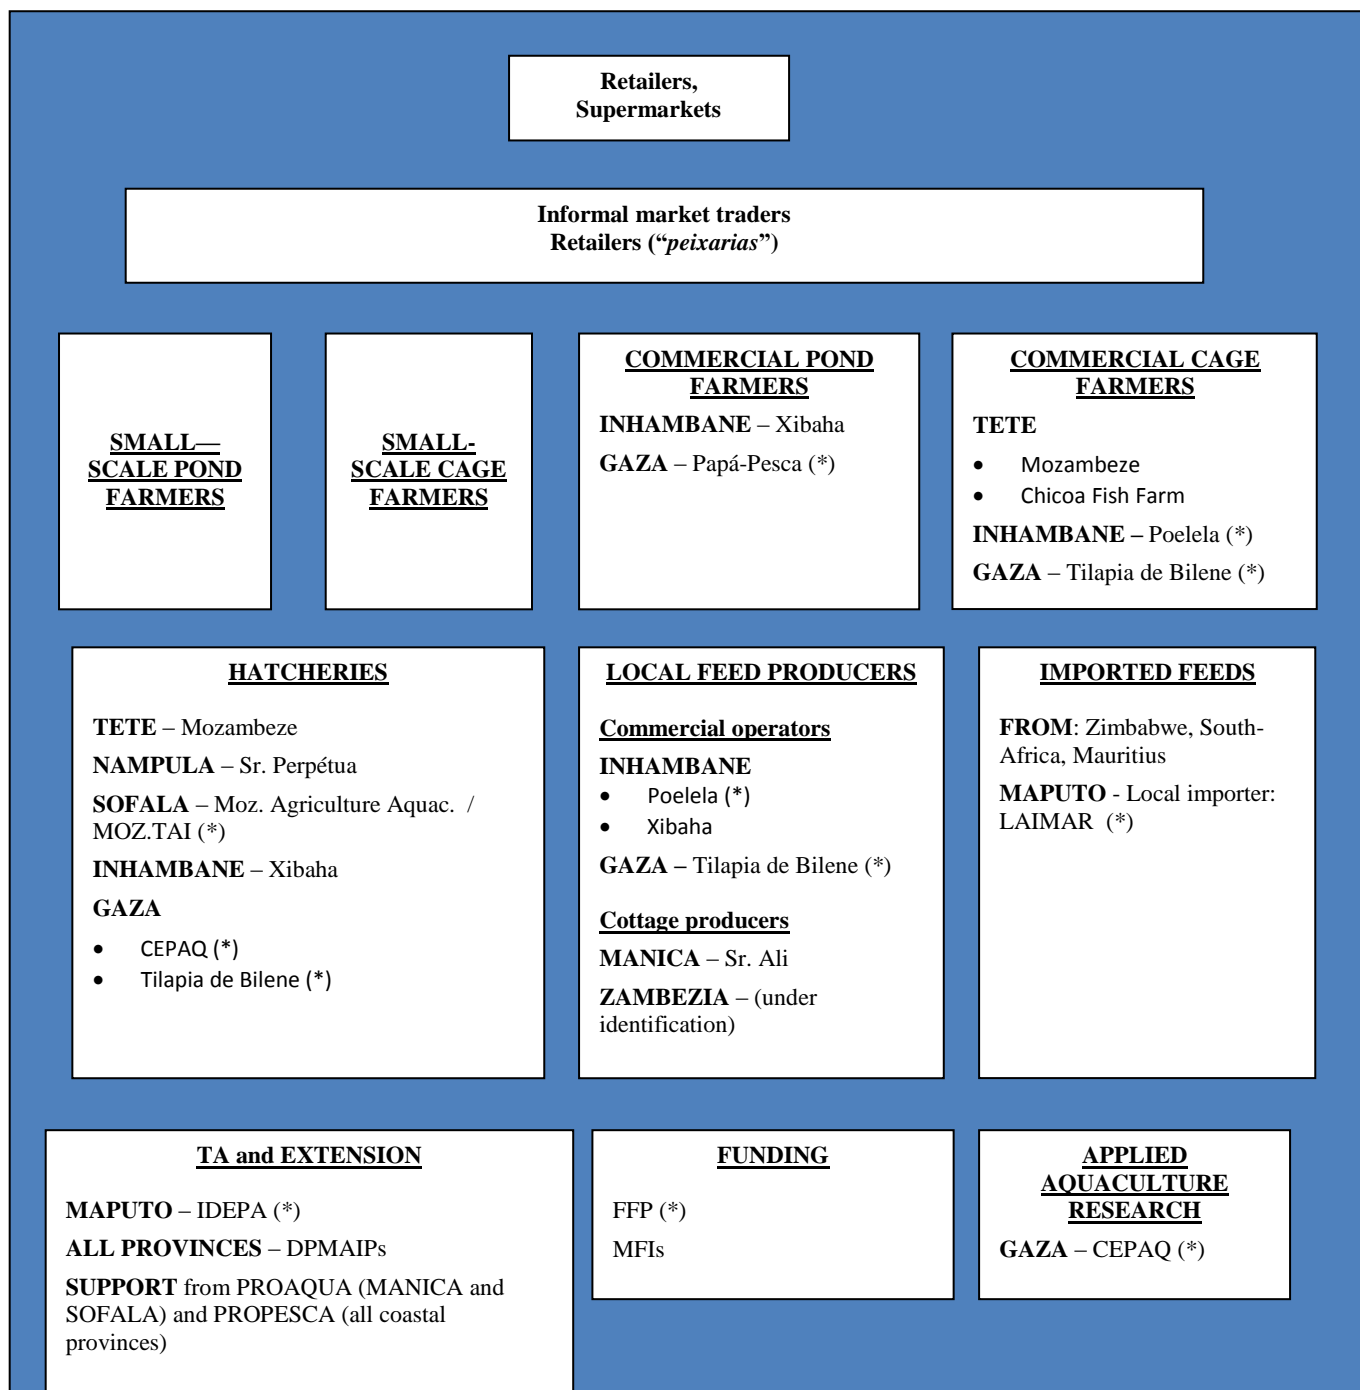 Retailers,
Supermarkets
Informal market traders
Retailers (“peixarias”)
SMALL—
SCALE POND
FARMERS
SMALL-
SCALE CAGE
FARMERS
COMMERCIAL POND
FARMERS
INHAMBANE – Xibaha
GAZA – Papá-Pesca (*)
COMMERCIAL CAGE
FARMERS
TETE
• Mozambeze
• Chicoa Fish Farm
INHAMBANE – Poelela (*)
GAZA – Tilapia de Bilene (*)
HATCHERIES
TETE – Mozambeze
NAMPULA – Sr. Perpétua
SOFALA – Moz. Agriculture Aquac. /
MOZ.TAI (*)
INHAMBANE – Xibaha
GAZA
• CEPAQ (*)
• Tilapia de Bilene (*)
LOCAL FEED PRODUCERS
Commercial operators
INHAMBANE
• Poelela (*)
• Xibaha
GAZA – Tilapia de Bilene (*)
Cottage producers
MANICA – Sr. Ali
ZAMBEZIA – (under
identification)
IMPORTED FEEDS
FROM: Zimbabwe, South-
Africa, Mauritius
MAPUTO - Local importer:
LAIMAR (*)
TA and EXTENSION
MAPUTO – IDEPA (*)
ALL PROVINCES – DPMAIPs
SUPPORT from PROAQUA (MANICA and
SOFALA) and PROPESCA (all coastal
provinces)
FUNDING
FFP (*)
MFIs
APPLIED
AQUACULTURE
RESEARCH
GAZA – CEPAQ (*)